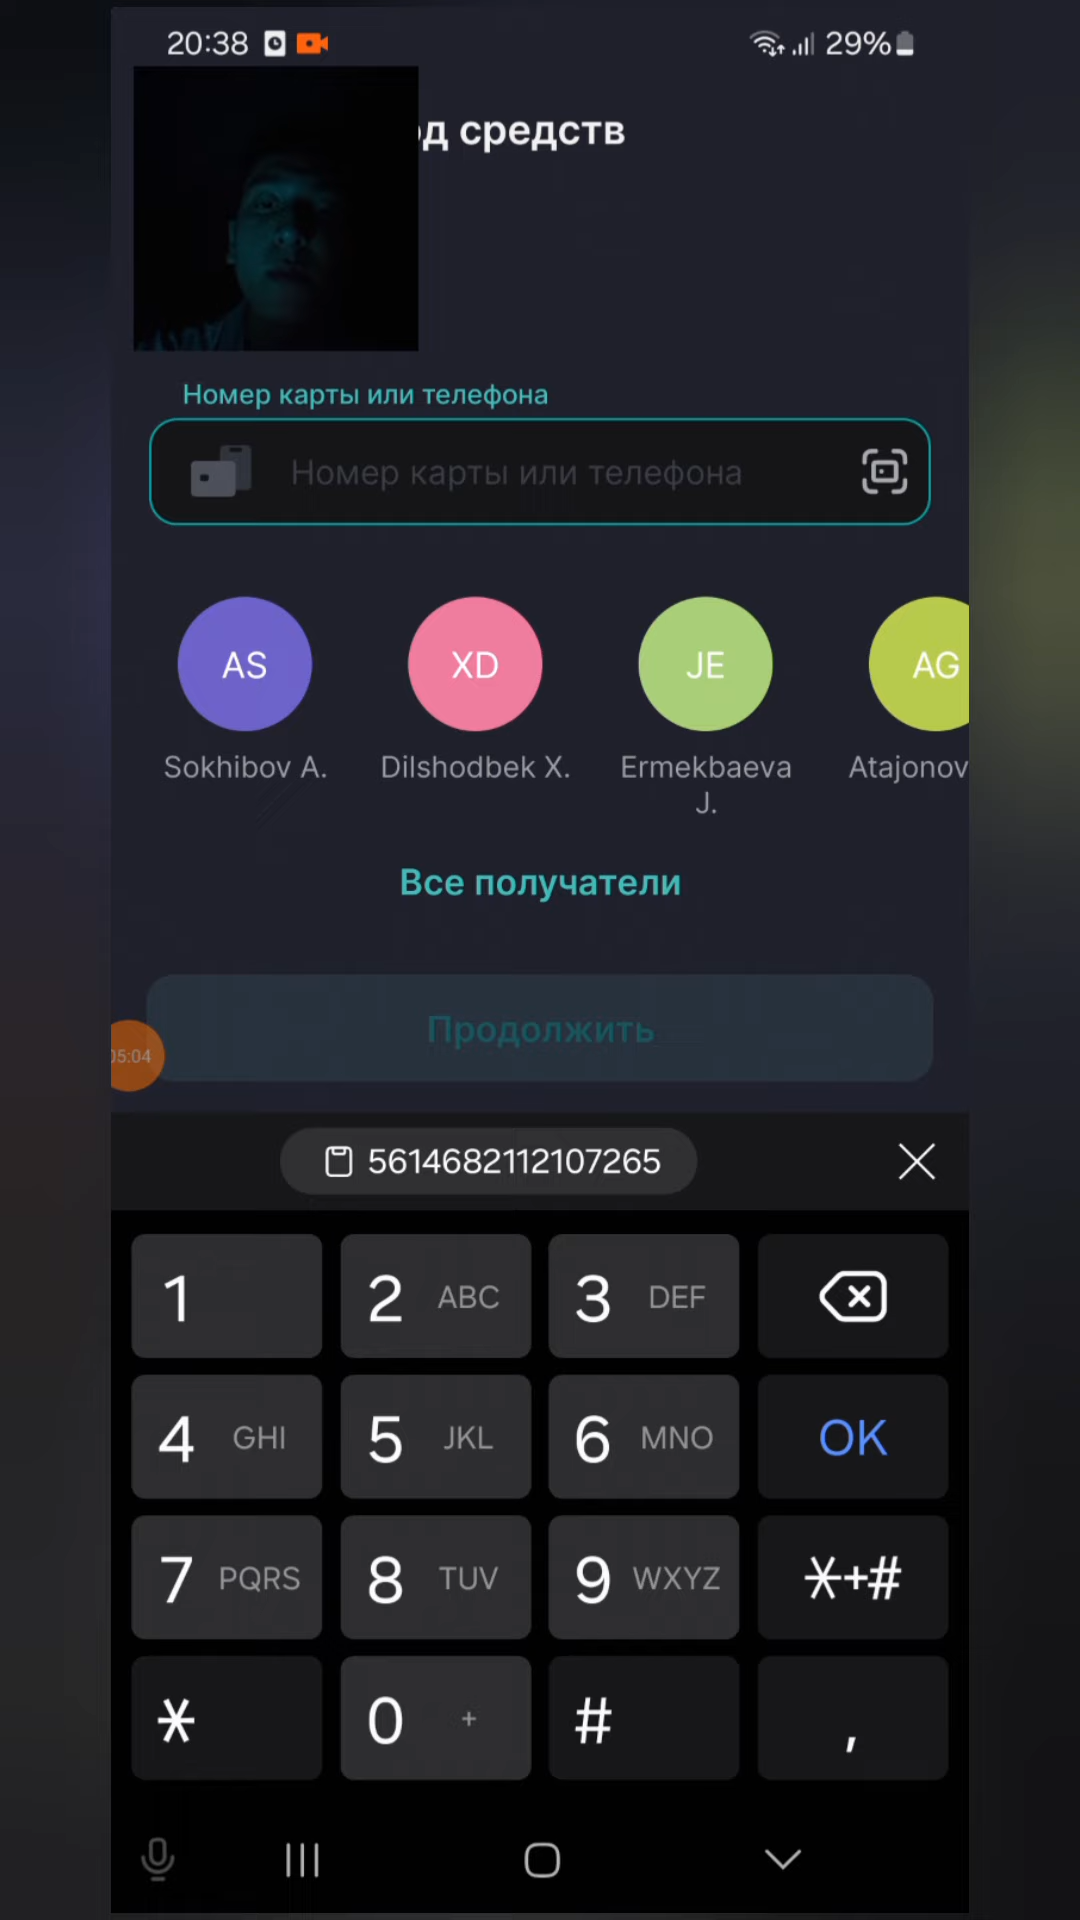 20:38 29%
од средств
Номер карты или телефона
Номер карты или телефона
AS XD JE AG
Sokhibov A. Dilshodbek X. Ermekbaeva Atajonov
J.
Все получатели
Продолжить
05:04
5614682112107265
1 2 ABC 3 DEF
4 GHI 5 JKL 6 MNO OK
7 PQRS 8 TUV 9 WXYZ *+#
* 0 + # ,